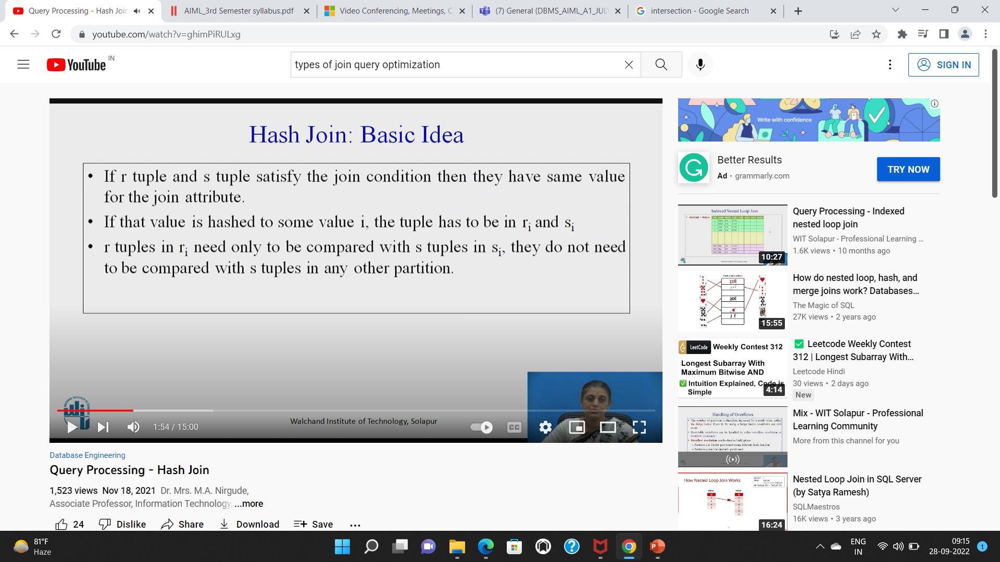 Query Processing - Hash Join
AIML_3rd Semester syllabus.pdf
Video Conferencing, Meetings, C
(7) General (DBMS_AIML_A1_JULY
intersection - Google Search
youtube.com/watch?v=ghimPiRULxg
YouTube IN
types of join query optimization
SIGN IN
Hash Join: Basic Idea
• If r tuple and s tuple satisfy the join condition then they have same value
for the join attribute.
• If that value is hashed to some value i, the tuple has to be in ri and si
• r tuples in ri need only to be compared with s tuples in si, they do not need
to be compared with s tuples in any other partition.
Walchand Institute of Technology, Solapur
1:54 / 15:00
CC
Database Engineering
Query Processing - Hash Join
1,523 views Nov 18, 2021 Dr. Mrs. M.A. Nirgude,
Associate Professor, Information Technology, ...more
24 Dislike Share Download Save ...
Write with confidence
Better Results
Ad · grammarly.com
TRY NOW
Indexed Nested Loop Join
10:27
Query Processing - Indexed
nested loop join
WIT Solapur - Professional Learning ...
1.6K views • 10 months ago
15:55
How do nested loop, hash, and
merge joins work? Databases...
The Magic of SQL
27K views • 2 years ago
LeetCode Weekly Contest 312
Longest Subarray With
Maximum Bitwise AND
Intuition Explained, Code is
Simple
4:14
Leetcode Weekly Contest
312 | Longest Subarray With...
Leetcode Hindi
30 views • 2 days ago
New
Handling of Overflows
Mix - WIT Solapur - Professional
Learning Community
More from this channel for you
How Nested Loop Join Works
16:24
Nested Loop Join in SQL Server
(by Satya Ramesh)
SQLMaestros
16K views • 3 years ago
81°F
Haze
ENG
IN
09:15
28-09-2022
1